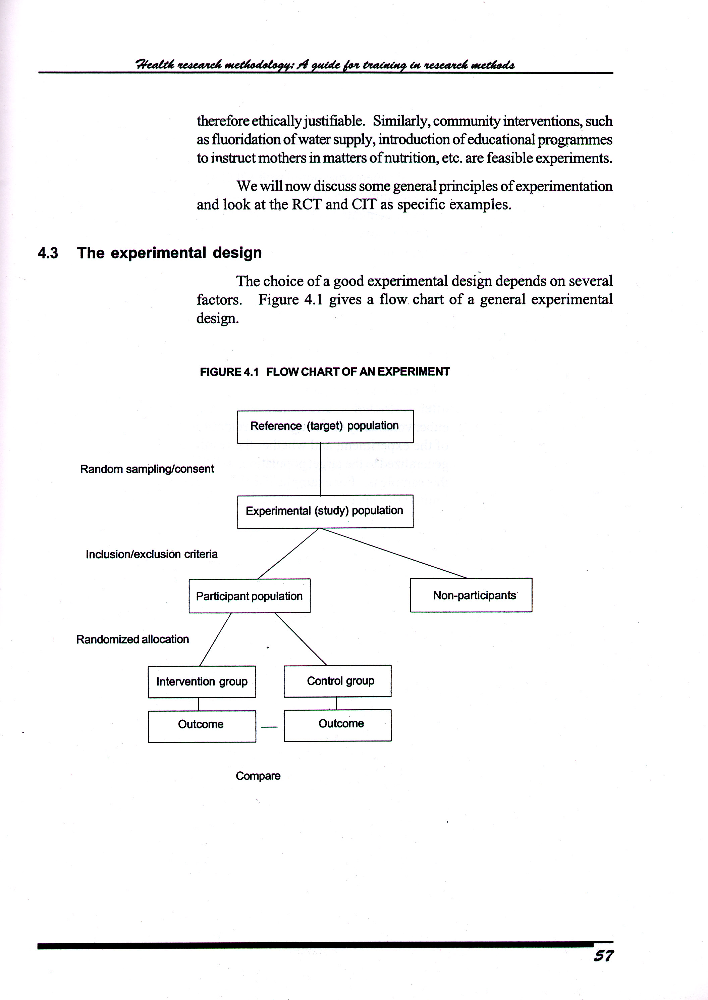 Health research methodology: A guide for training in research methods
therefore ethically justifiable. Similarly, community interventions, such
as fluoridation of water supply, introduction of educational programmes
to instruct mothers in matters of nutrition, etc. are feasible experiments.
We will now discuss some general principles of experimentation
and look at the RCT and CIT as specific examples.
4.3 The experimental design
The choice of a good experimental design depends on several
factors. Figure 4.1 gives a flow chart of a general experimental
design.
FIGURE 4.1 FLOW CHART OF AN EXPERIMENT
Reference (target) population
Random sampling/consent
Experimental (study) population
Inclusion/exclusion criteria
Participant population
Non-participants
Randomized allocation
Intervention group
Control group
Outcome
Outcome
Compare
57